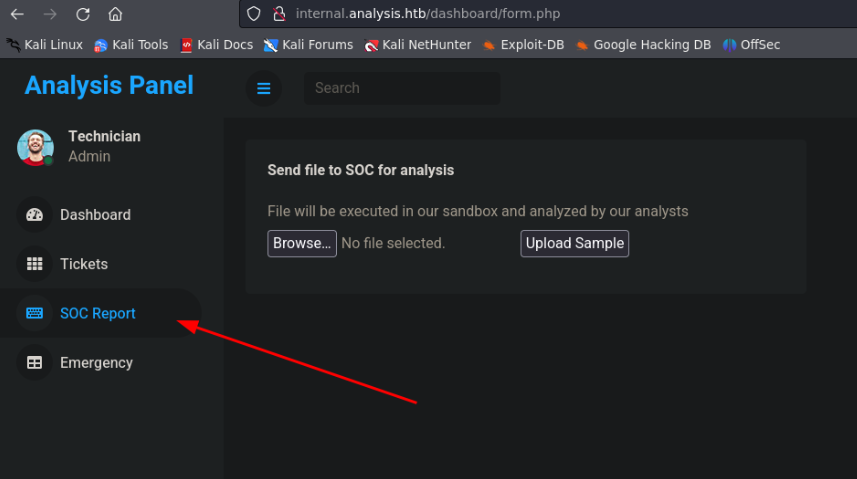 internal.analysis.htb/dashboard/form.php
Kali Linux Kali Tools Kali Docs Kali Forums Kali NetHunter Exploit-DB Google Hacking DB OffSec
Analysis Panel
Search
Technician
Admin
Dashboard
Tickets
SOC Report
Emergency
Send file to SOC for analysis
File will be executed in our sandbox and analyzed by our analysts
Browse... No file selected. Upload Sample